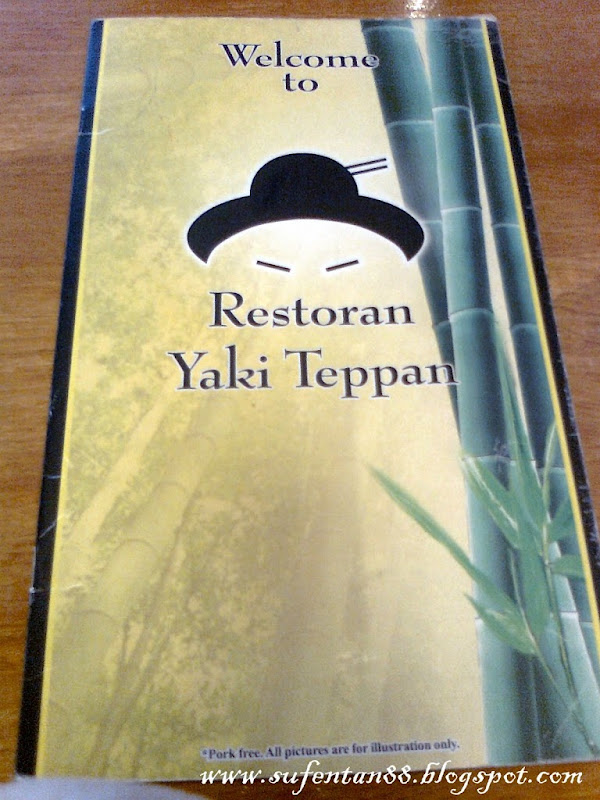 Welcome
to
Restoran
Yaki Teppan
*Pork free. All pictures are for illustration only.
www.sufentan88.blogspot.com